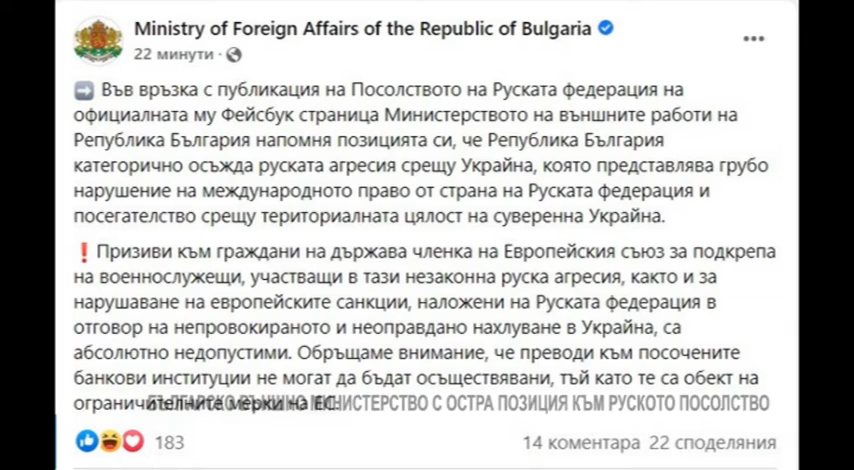 Ministry of Foreign Affairs of the Republic of Bulgaria
22 минути ·
Във връзка с публикация на Посолството на Руската федерация на
официалната му Фейсбук страница Министерството на външните работи на
Република България напомня позицията си, че Република България
категорично осъжда руската агресия срещу Украйна, която представлява грубо
нарушение на международното право от страна на Руската федерация и
посегателство срещу териториалната цялост на суверенна Украйна.
❗Призиви към граждани на държава членка на Европейския съюз за подкрепа
на военнослужещи, участващи в тази незаконна руска агресия, както и за
нарушаване на европейските санкции, наложени на Руската федерация в
отговор на непровокираното и неоправдано нахлуване в Украйна, са
абсолютно недопустими. Обръщаме внимание, че преводи към посочените
банкови институции не могат да бъдат осъществявани, тъй като те са обект на
ограничителните мерки на ЕС.
БЪЛГАРСКО ВЪНШНО МИНИСТЕРСТВО С ОСТРА ПОЗИЦИЯ КЪМ РУСКОТО ПОСОЛСТВО
183
14 коментара 22 споделяния